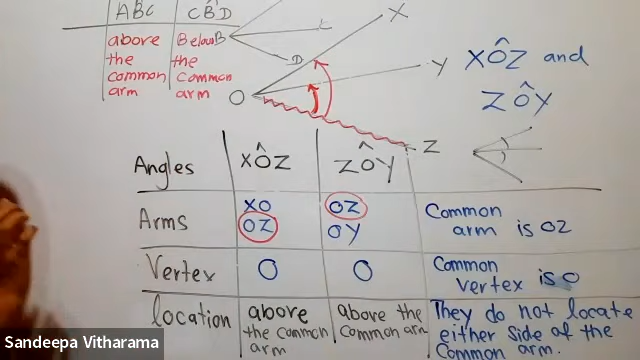 ABC CBD
above Below
the the
common common
arm arm
B
C
D
X
Y
O
Z
XÔZ and
ZÔY
Angles XÔZ ZÔY
Arms XO OZ Common
OZ OY arm is OZ
Vertex O O Common
vertex is O
location above above the They do not locate
the common common arm either side of the
arm common arm.
Sandeepa Vitharama